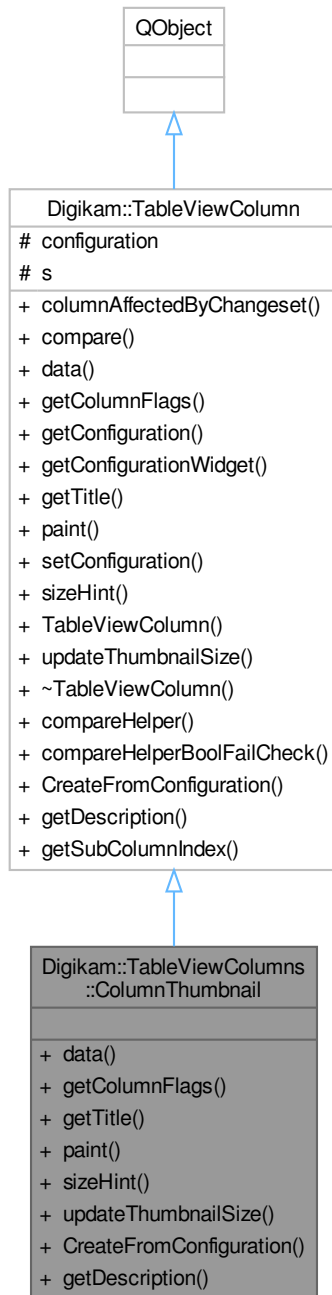 QObject
Digikam::TableViewColumn
# configuration
# s
+ columnAffectedByChangeset()
+ compare()
+ data()
+ getColumnFlags()
+ getConfiguration()
+ getConfigurationWidget()
+ getTitle()
+ paint()
+ setConfiguration()
+ sizeHint()
+ TableViewColumn()
+ updateThumbnailSize()
+ ~TableViewColumn()
+ compareHelper()
+ compareHelperBoolFailCheck()
+ CreateFromConfiguration()
+ getDescription()
+ getSubColumnIndex()
Digikam::TableViewColumns
::ColumnThumbnail
+ data()
+ getColumnFlags()
+ getTitle()
+ paint()
+ sizeHint()
+ updateThumbnailSize()
+ CreateFromConfiguration()
+ getDescription()